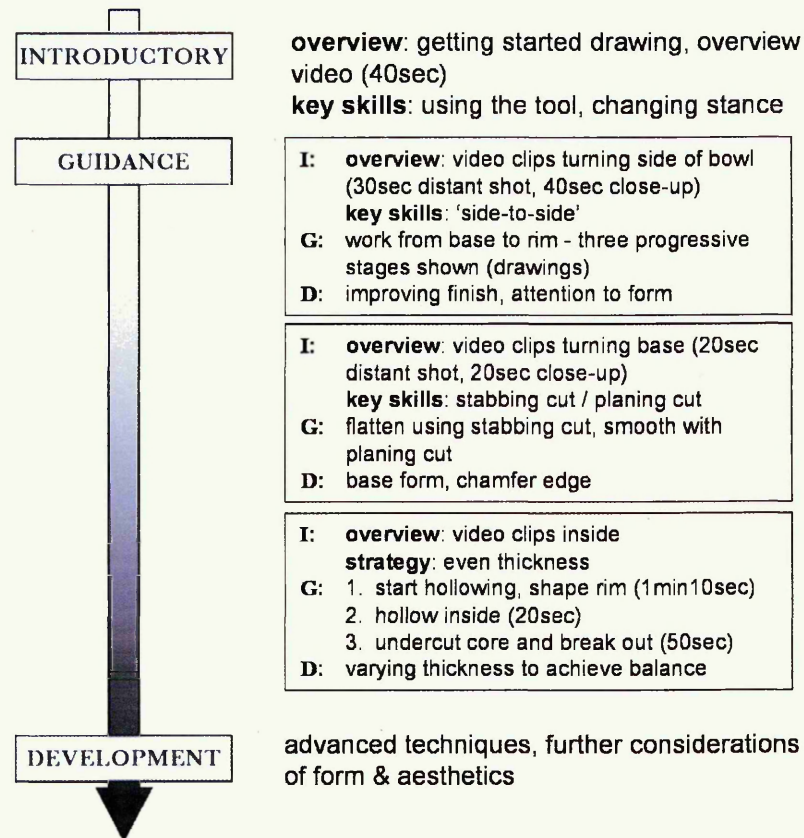 INTRODUCTORY
overview: getting started drawing, overview
video (40sec)
key skills: using the tool, changing stance
GUIDANCE
I: overview: video clips turning side of bowl
(30sec distant shot, 40sec close-up)
key skills: 'side-to-side'
G: work from base to rim - three progressive
stages shown (drawings)
D: improving finish, attention to form
I: overview: video clips turning base (20sec
distant shot, 20sec close-up)
key skills: stabbing cut / planing cut
G: flatten using stabbing cut, smooth with
planing cut
D: base form, chamfer edge
I: overview: video clips inside
strategy: even thickness
G: 1. start hollowing, shape rim (1min10sec)
2. hollow inside (20sec)
3. undercut core and break out (50sec)
D: varying thickness to achieve balance
DEVELOPMENT
advanced techniques, further considerations
of form & aesthetics